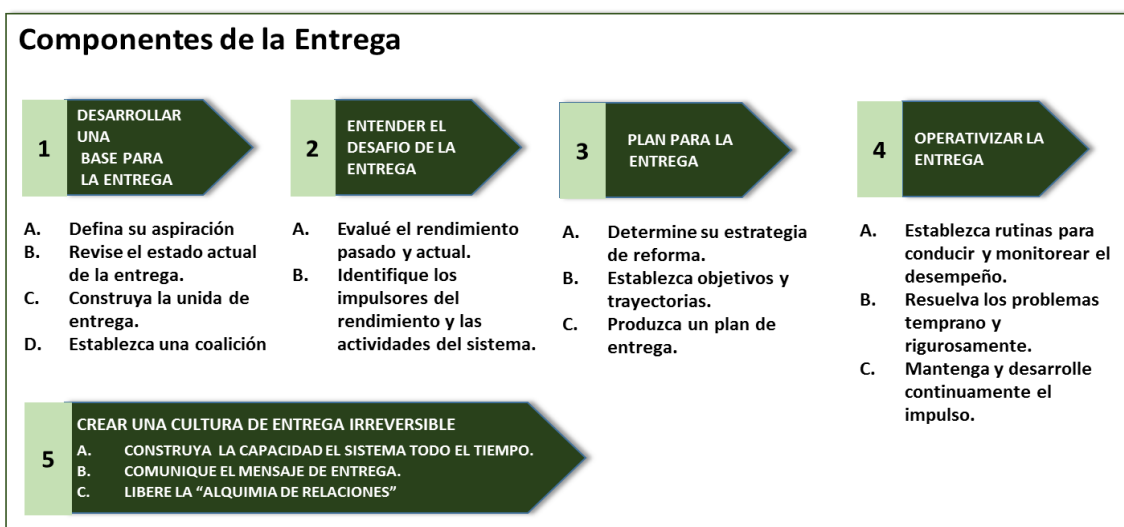 Componentes de la Entrega
1
DESARROLLAR
UNA
BASE PARA
LA ENTREGA
A. Defina su aspiración
B. Revise el estado actual
de la entrega.
C. Construya la unida de
entrega.
D. Establezca una coalición
2
ENTENDER EL
DESAFIO DE LA
ENTREGA
A. Evalué el rendimiento
pasado y actual.
B. Identifique los
impulsores del
rendimiento y las
actividades del sistema.
3
PLAN PARA LA
ENTREGA
A. Determine su estrategia
de reforma.
B. Establezca objetivos y
trayectorias.
C. Produzca un plan de
entrega.
4
OPERATIVIZAR LA
ENTREGA
A. Establezca rutinas para
conducir y monitorear el
desempeño.
B. Resuelva los problemas
temprano y
rigurosamente.
C. Mantenga y desarrolle
continuamente el
impulso.
5
CREAR UNA CULTURA DE ENTREGA IRREVERSIBLE
A. CONSTRUYA LA CAPACIDAD EL SISTEMA TODO EL TIEMPO.
B. COMUNIQUE EL MENSAJE DE ENTREGA.
C. LIBERE LA “ALQUIMIA DE RELACIONES”